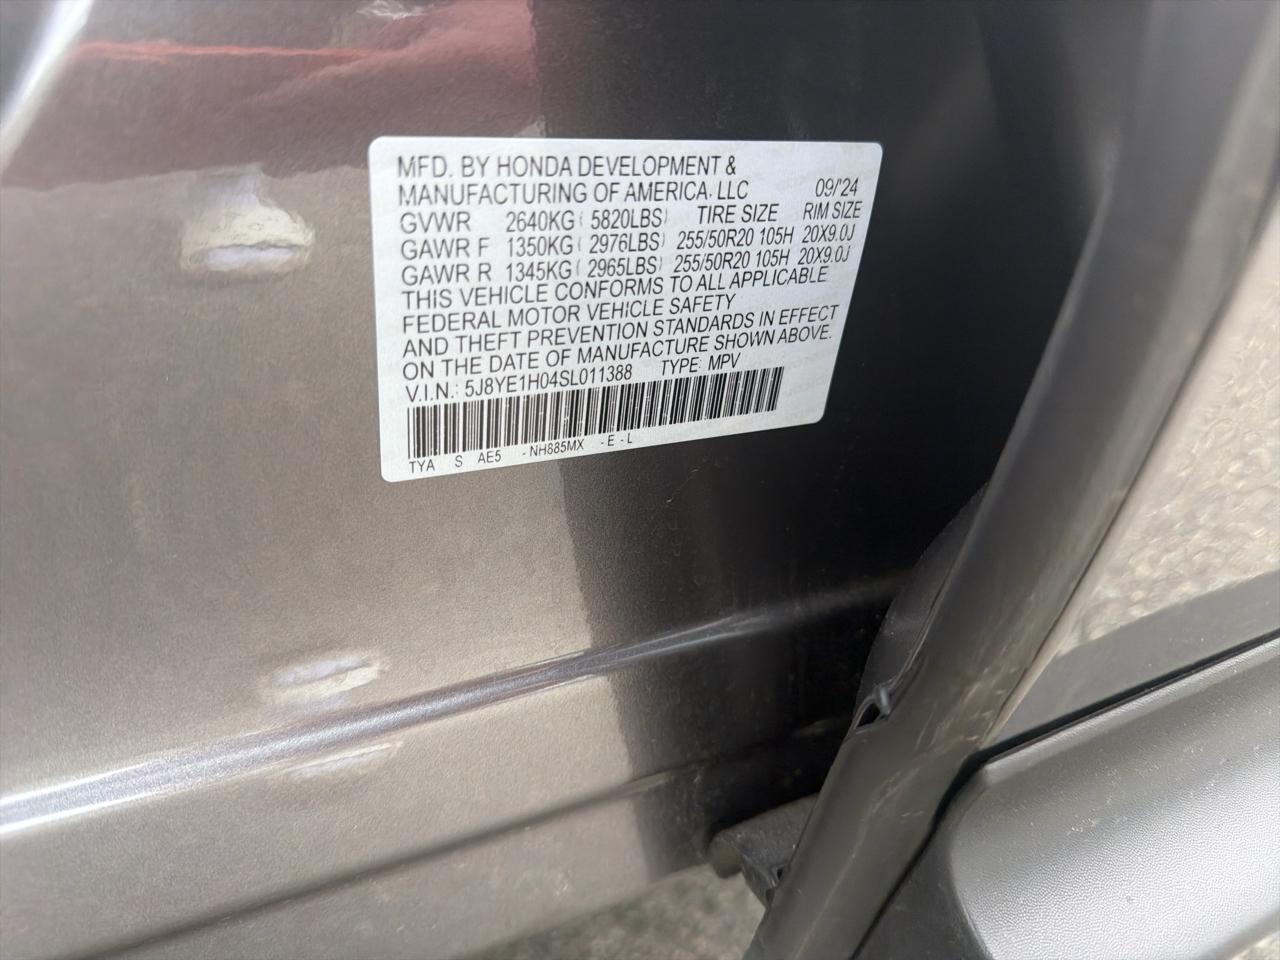 MFD. BY HONDA DEVELOPMENT &
MANUFACTURING OF AMERICA, LLC 09/'24
GVWR 2640KG ( 5820LBS) TIRE SIZE RIM SIZE
GAWR F 1350KG ( 2976LBS) 255/50R20 105H 20X9.0J
GAWR R 1345KG ( 2965LBS) 255/50R20 105H 20X9.0J
THIS VEHICLE CONFORMS TO ALL APPLICABLE
FEDERAL MOTOR VEHICLE SAFETY
AND THEFT PREVENTION STANDARDS IN EFFECT
ON THE DATE OF MANUFACTURE SHOWN ABOVE.
V.I.N.: 5J8YE1H04SL011388 TYPE: MPV
TYA S AE5 - NH885MX - E - L